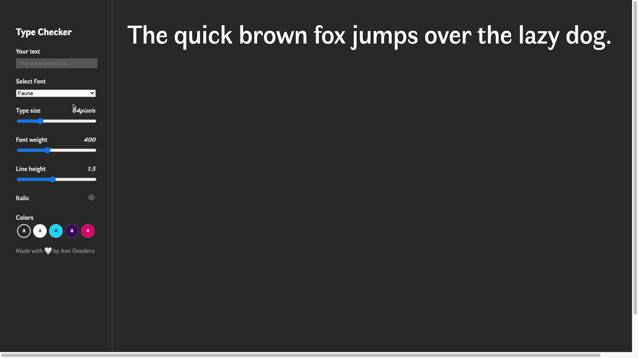 Type Checker
The quick brown fox jumps over the lazy dog.
Your text
The quick brown fox...
Select Font
Faune
Type size 64pixels
Font weight 400
Line height 1.5
Italic
Colors
a a a a a
Made with 🤍 by Ami Onodera